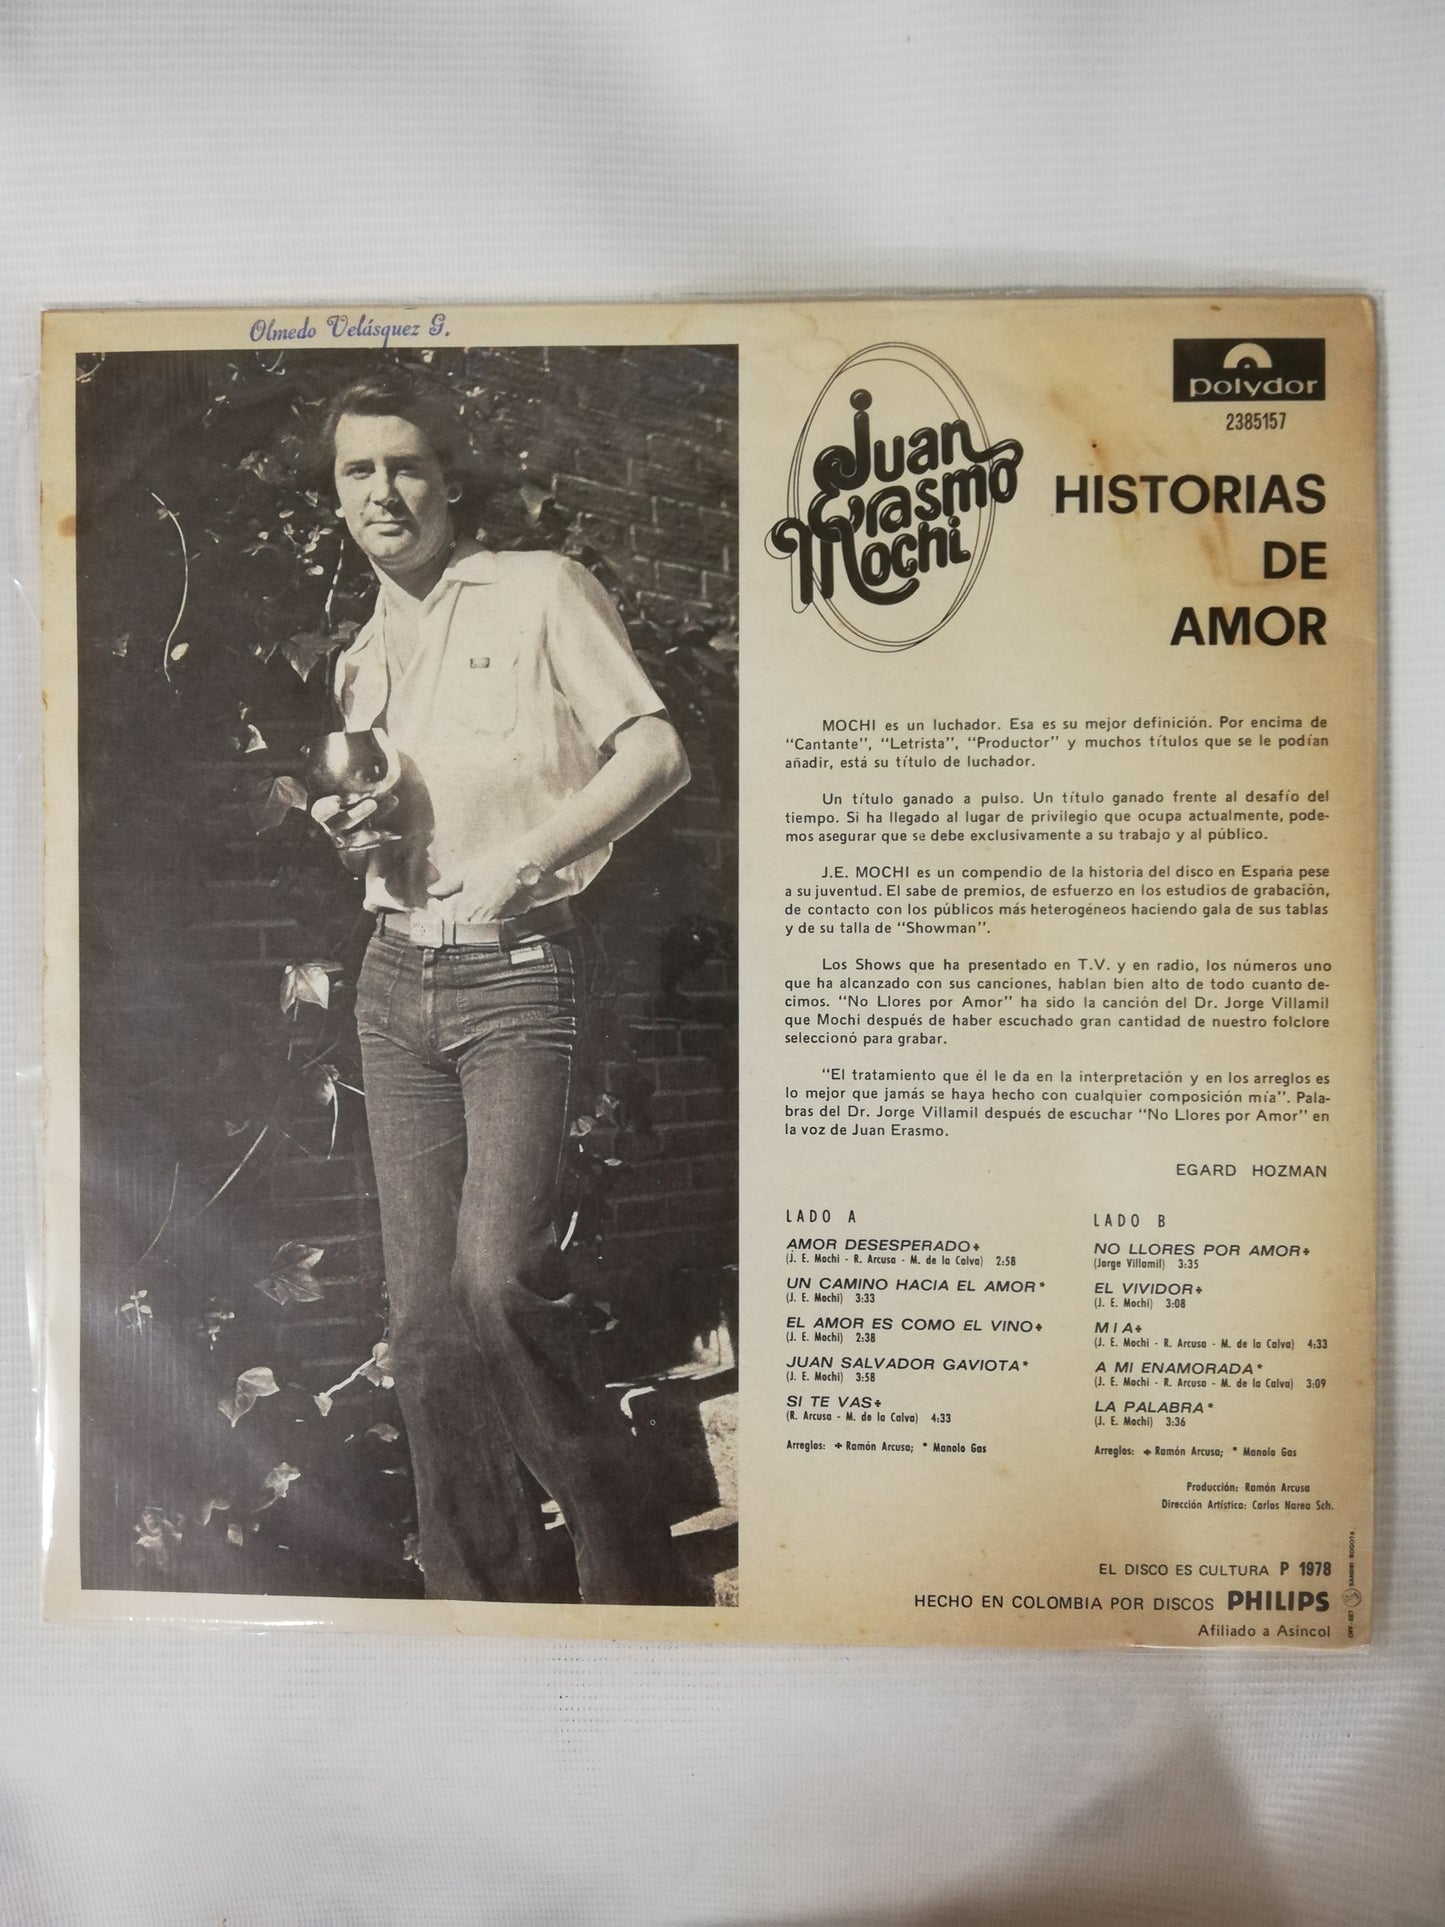 Olmedo Velásquez G.
Juan
Erasmo
Mochi
polydor
2385157
HISTORIAS
DE
AMOR
MOCHI es un luchador. Esa es su mejor definición. Por encima de
“Cantante”, “Letrista”, “Productor” y muchos títulos que se le podían
añadir, está su título de luchador.
Un título ganado a pulso. Un título ganado frente al desafío del
tiempo. Si ha llegado al lugar de privilegio que ocupa actualmente, pode-
mos asegurar que se debe exclusivamente a su trabajo y al público.
J.E. MOCHI es un compendio de la historia del disco en España pese
a su juventud. El sabe de premios, de esfuerzo en los estudios de grabación,
de contacto con los públicos más heterogéneos haciendo gala de sus tablas
y de su talla de “Showman”.
Los Shows que ha presentado en T.V. y en radio, los números uno
que ha alcanzado con sus canciones, hablan bien alto de todo cuanto de-
cimos. “No Llores por Amor” ha sido la canción del Dr. Jorge Villamil
que Mochi después de haber escuchado gran cantidad de nuestro folclore
seleccionó para grabar.
“El tratamiento que él le da en la interpretación y en los arreglos es
lo mejor que jamás se haya hecho con cualquier composición mía”. Pala-
bras del Dr. Jorge Villamil después de escuchar “No Llores por Amor” en
la voz de Juan Erasmo.
EGARD HOZMAN
LADO A
AMOR DESESPERADO+
(J. E. Mochi - R. Arcusa - M. de la Calva) 2:58
UN CAMINO HACIA EL AMOR*
(J. E. Mochi) 3:33
EL AMOR ES COMO EL VINO+
(J. E. Mochi) 2:38
JUAN SALVADOR GAVIOTA*
(J. E. Mochi) 3:58
SI TE VAS+
(R. Arcusa - M. de la Calva) 4:33
Arreglos: + Ramón Arcusa; * Manolo Gas
LADO B
NO LLORES POR AMOR+
(Jorge Villamil) 3:35
EL VIVIDOR+
(J. E. Mochi) 3:08
MIA+
(J. E. Mochi - R. Arcusa - M. de la Calva) 4:33
A MI ENAMORADA*
(J. E. Mochi - R. Arcusa - M. de la Calva) 3:09
LA PALABRA*
(J. E. Mochi) 3:36
Arreglos: + Ramón Arcusa; * Manolo Gas
Producción: Ramón Arcusa
Dirección Artística: Carlos Narea Sch.
EL DISCO ES CULTURA P 1978
HECHO EN COLOMBIA POR DISCOS PHILIPS
Afiliado a Asincol
OFF-SET SANDRI - BOGOTA.